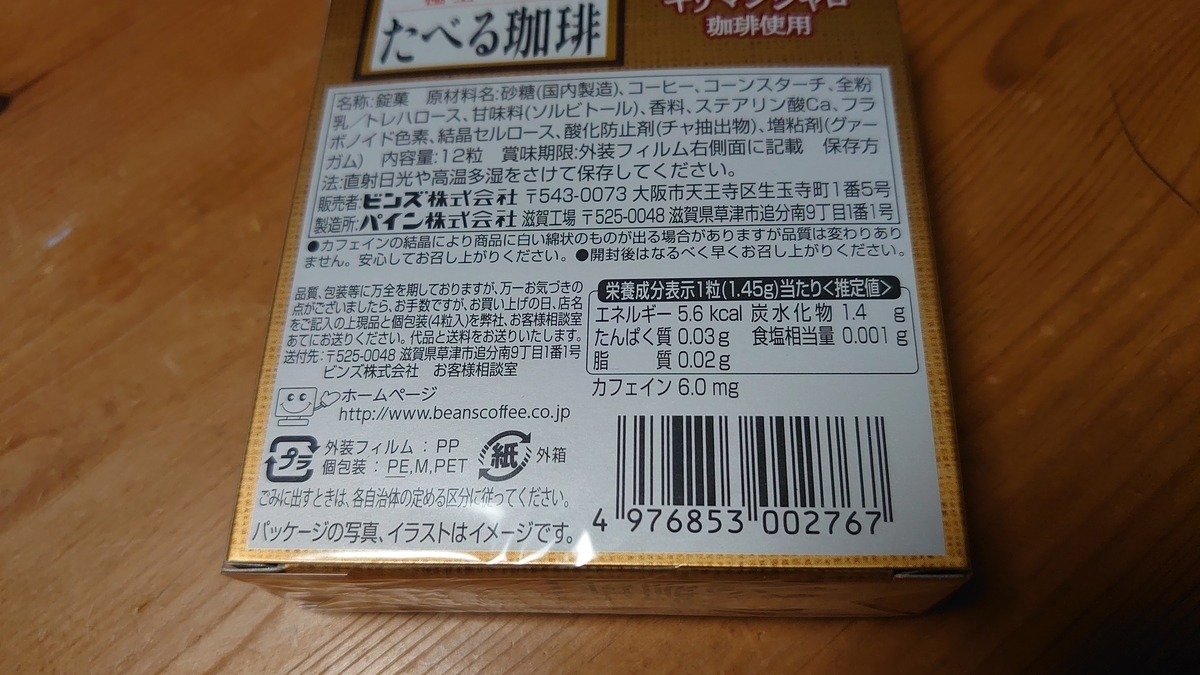 たべる珈琲
キリマンジャロ
珈琲使用
名称:錠菓 原材料名:砂糖(国内製造)、コーヒー、コーンスターチ、全粉
乳/トレハロース、甘味料(ソルビトール)、香料、ステアリン酸Ca、フラ
ボノイド色素、結晶セルロース、酸化防止剤(チャ抽出物)、増粘剤(グァー
ガム) 内容量:12粒 賞味期限:外装フィルム右側面に記載 保存方
法:直射日光や高温多湿をさけて保存してください。
販売者:ビンズ株式会社 〒543-0073 大阪市天王寺区生玉寺町1番5号
製造所:パイン株式会社 滋賀工場 〒525-0048 滋賀県草津市追分南9丁目1番1号
●カフェインの結晶により商品に白い綿状のものが出る場合がありますが品質は変わりあり
ません。安心してお召し上がりください。●開封後はなるべく早くお召し上がりください。
品質、包装等に万全を期しておりますが、万一お気づきの
点がございましたら、お手数ですが、お買い上げの日、店名
をご記入の上現品と個包装(4粒入)を弊社、お客様相談室
あてにお送りください。代品と送料をお送りいたします。
送付先:〒525-0048 滋賀県草津市追分南9丁目1番1号
ビンズ株式会社 お客様相談室
ホームページ
http://www.beanscoffee.co.jp
プラ
外装フィルム : PP
個包装 : PE,M,PET
紙
外箱
ごみに出すときは、各自治体の定める区分に従ってください。
パッケージの写真、イラストはイメージです。
栄養成分表示1粒(1.45g)当たり<推定値>
エネルギー 5.6 kcal 炭水化物 1.4 g
たんぱく質 0.03g 食塩相当量 0.001g
脂質 0.02g
カフェイン 6.0 mg
4 976853 002767